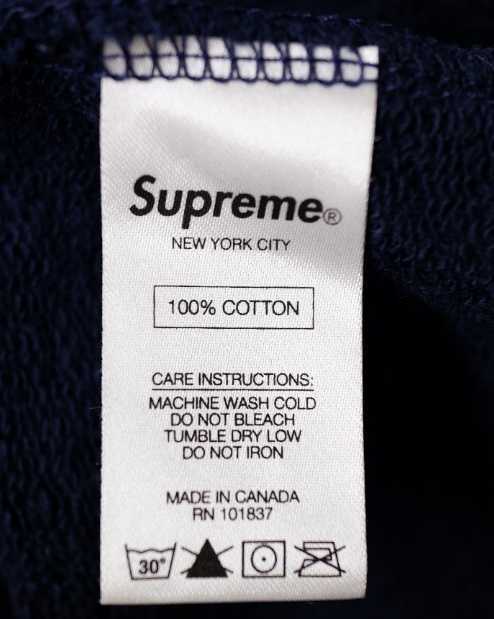 Supreme®
NEW YORK CITY
100% COTTON
CARE INSTRUCTIONS:
MACHINE WASH COLD
DO NOT BLEACH
TUMBLE DRY LOW
DO NOT IRON
MADE IN CANADA
RN 101837
30°